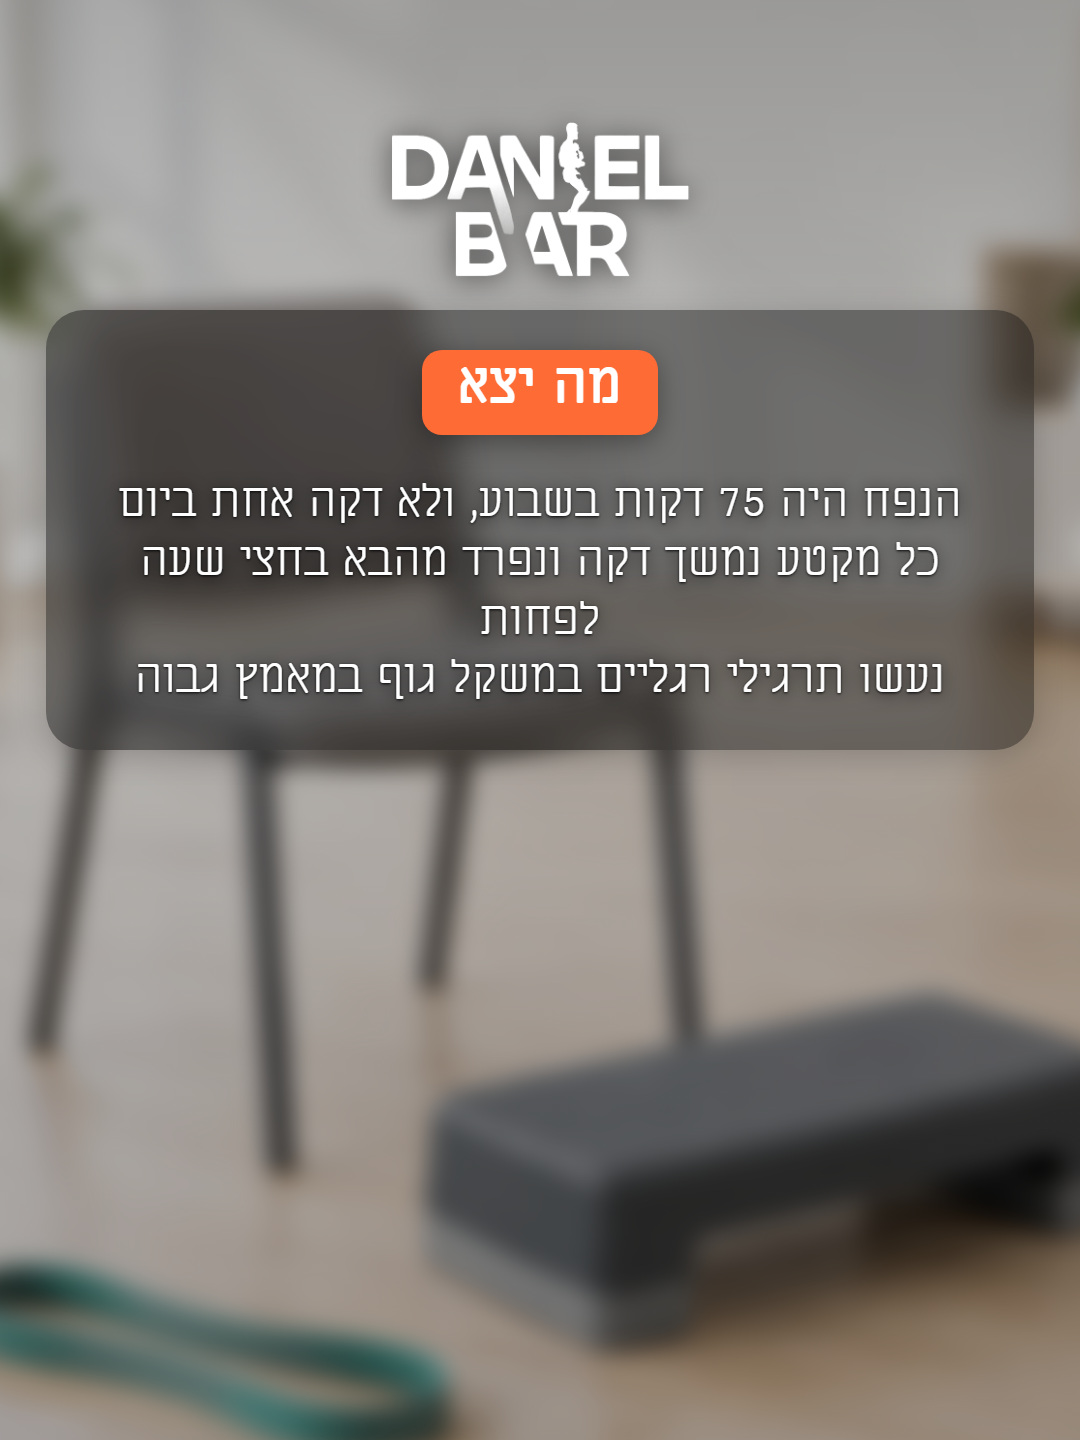 DANIEL
BAR
מה יצא
הנפח היה 75 דקות בשבוע, ולא דקה אחת ביום
כל מקטע נמשך דקה ונפרד מהבא בחצי שעה
לפחות
נעשו תרגילי רגליים במשקל גוף במאמץ גבוה